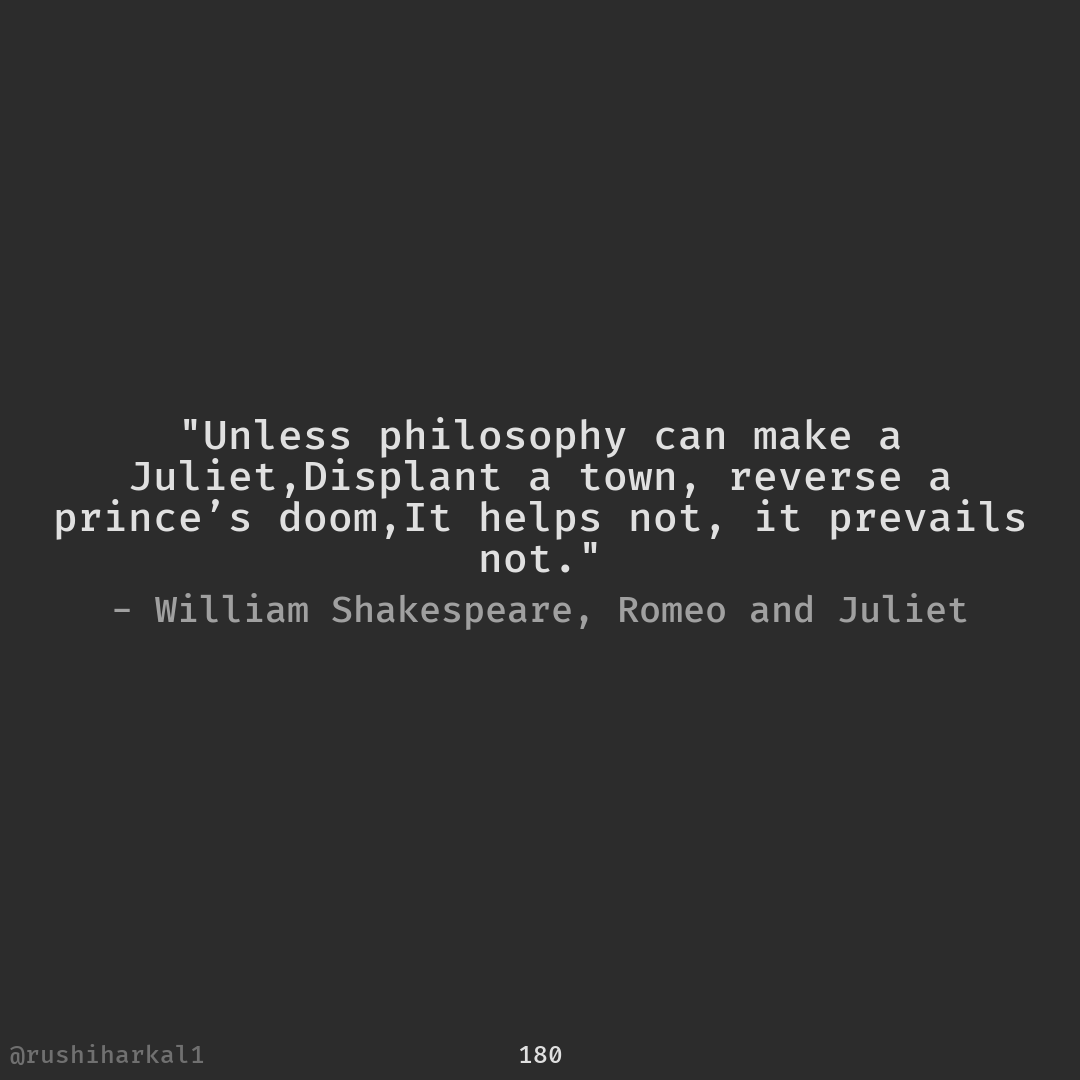 "Unless philosophy can make a
Juliet,Displant a town, reverse a
prince’s doom,It helps not, it prevails
not."
– William Shakespeare, Romeo and Juliet
@rushiharkal1
180